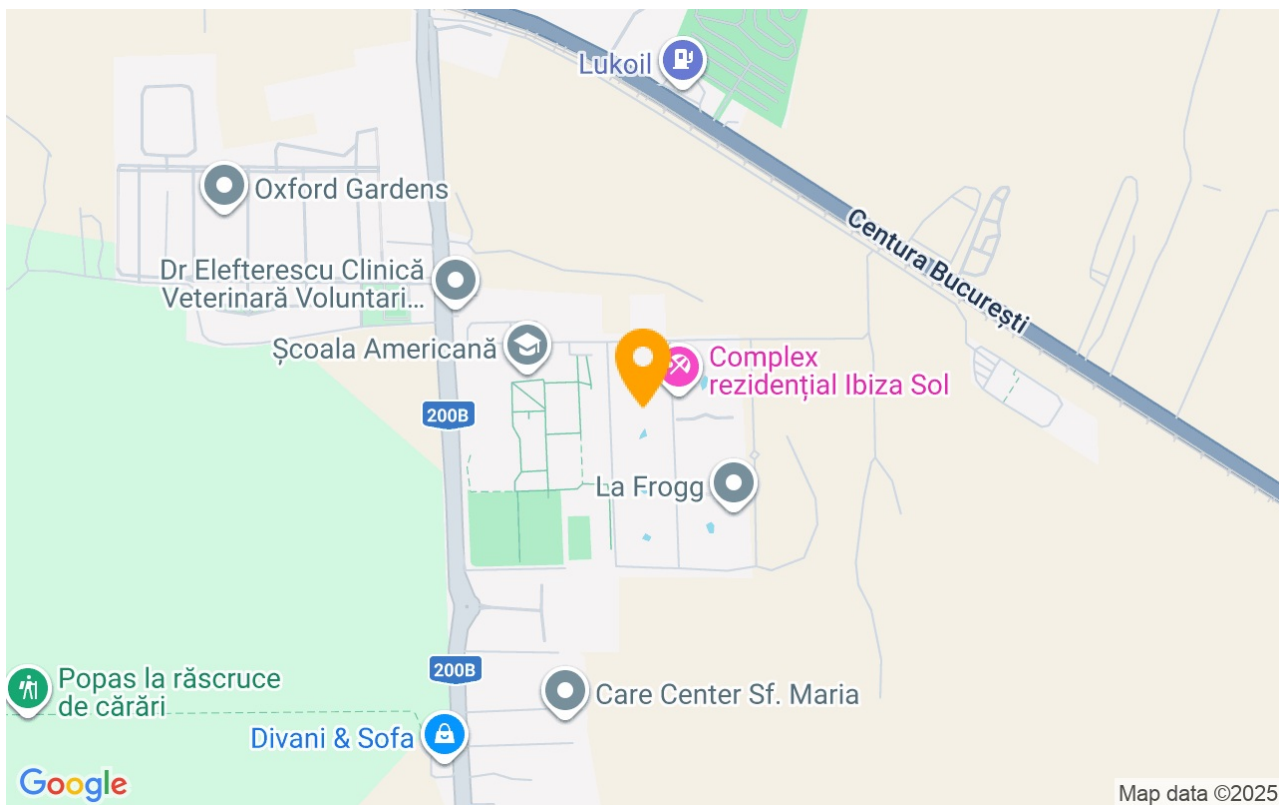 Lukoil
Oxford Gardens
Centura București
Dr Elefterescu Clinică
Veterinară Voluntari...
Școala Americană
Complex
rezidențial Ibiza Sol
200B
La Frogg
200B
Popas la răscruce
de cărări
Care Center Sf. Maria
Divani & Sofa
Google
Map data ©2025